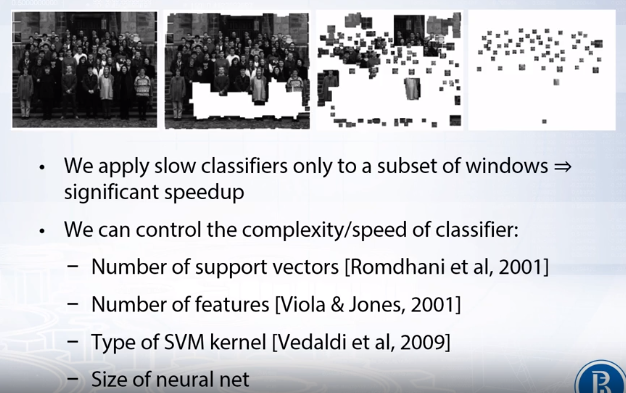 • We apply slow classifiers only to a subset of windows ⇒
significant speedup
• We can control the complexity/speed of classifier:
– Number of support vectors [Romdhani et al, 2001]
– Number of features [Viola & Jones, 2001]
– Type of SVM kernel [Vedaldi et al, 2009]
– Size of neural net